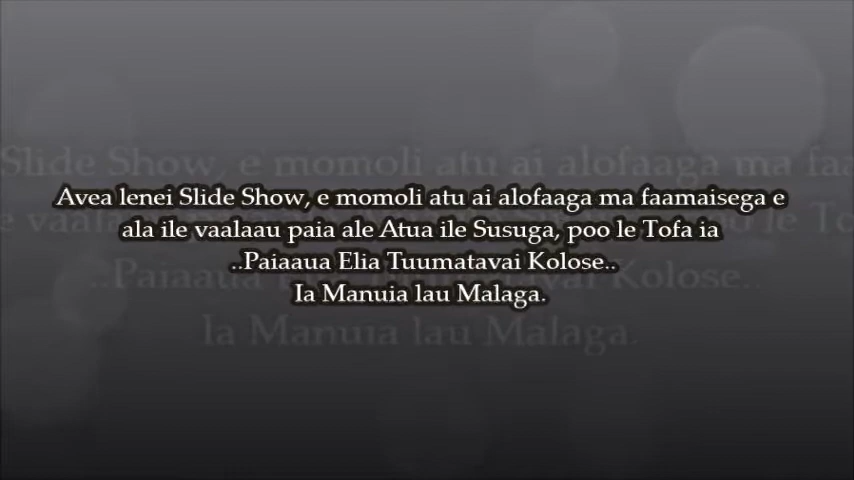 Avea lenei Slide Show, e momoli atu ai alofaaga ma faamaisega e
ala ile vaalaau paia ale Atua ile Susuga, poo le Tofa ia
..Paiaaua Elia Tuumatavai Kolose..
Ia Manuia lau Malaga.